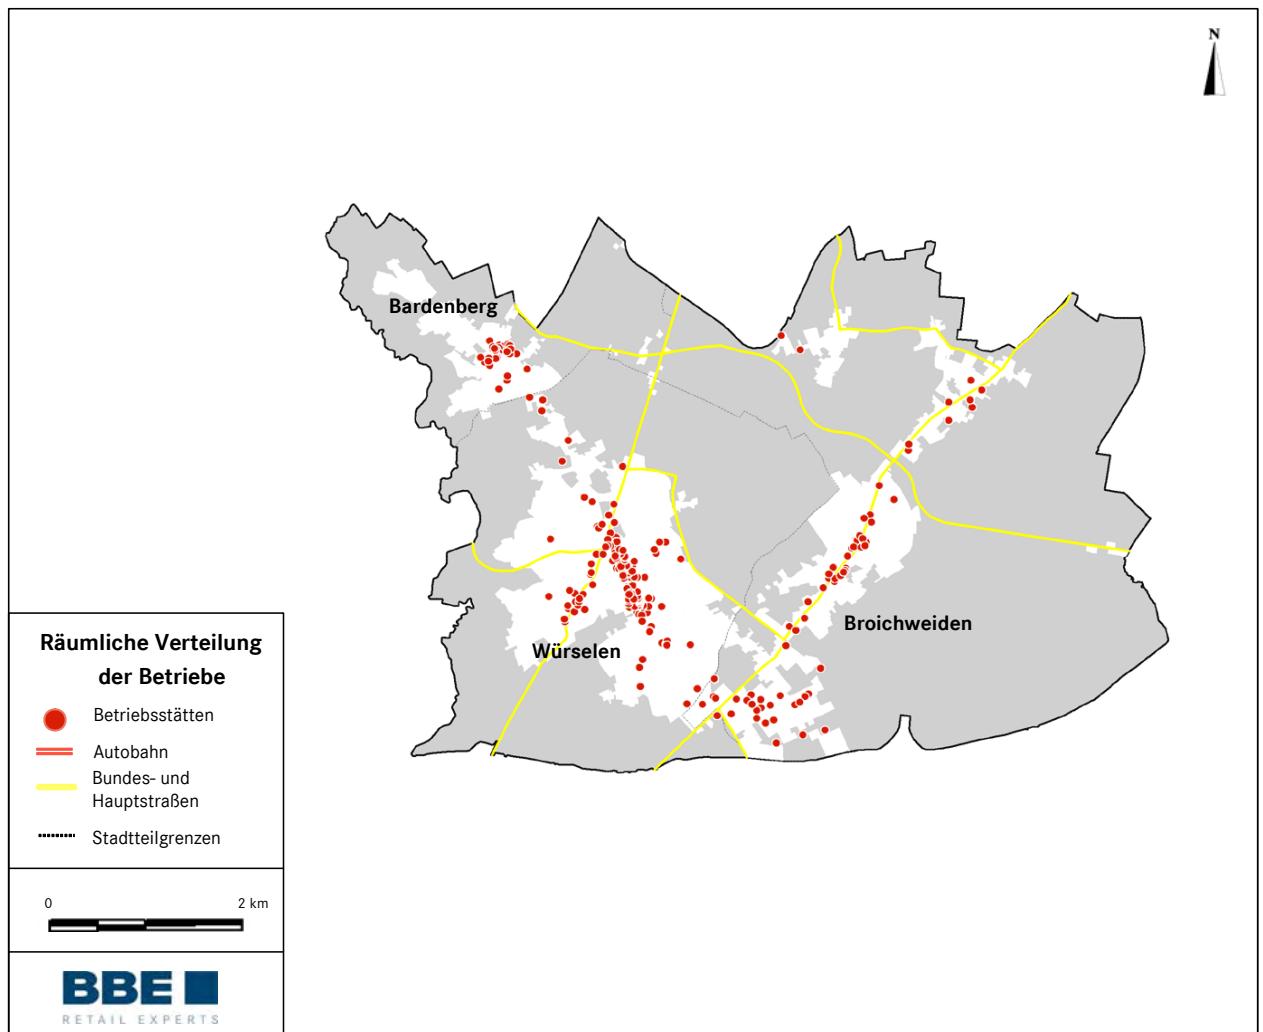 N
Bardenberg
Broichweiden
Würselen
Räumliche Verteilung
der Betriebe
Betriebsstätten
Autobahn
Bundes- und
Hauptstraßen
Stadtteilgrenzen
0 2 km
BBE
RETAIL EXPERTS